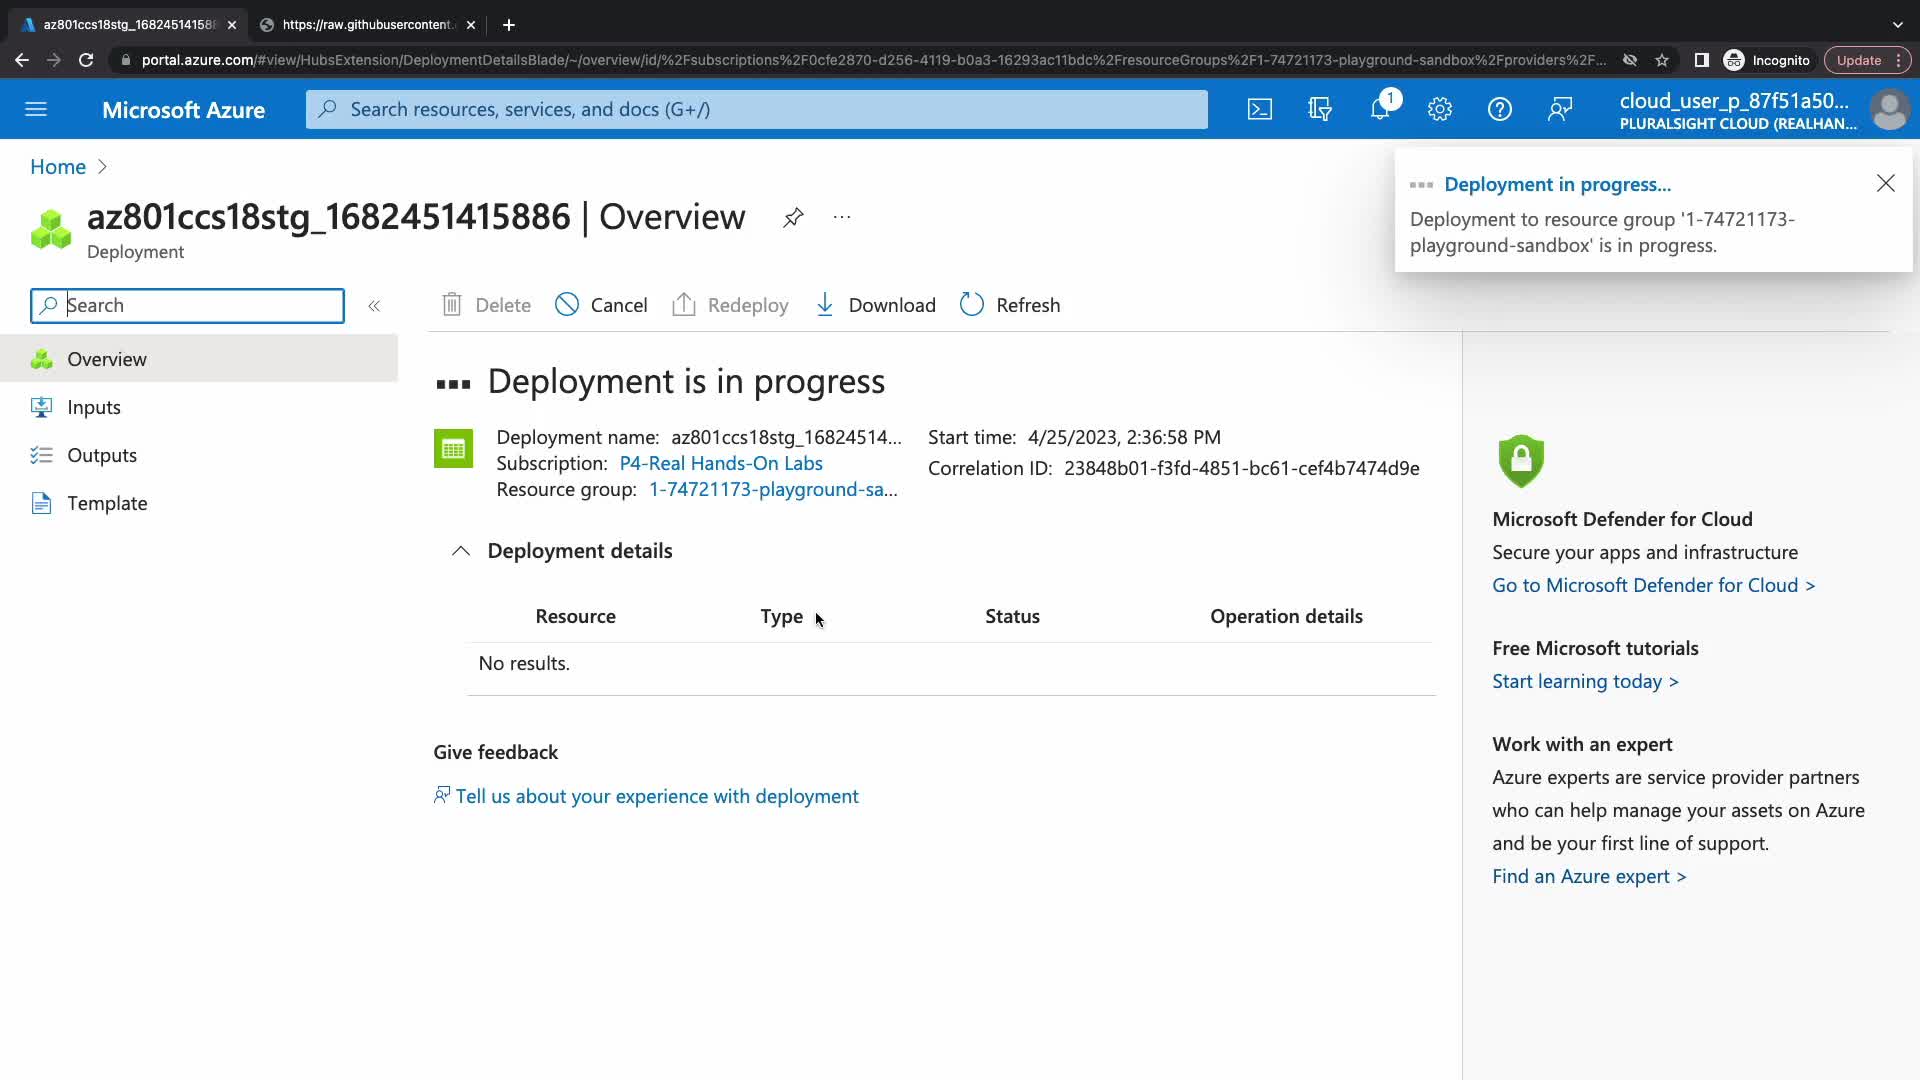 az801ccs18stg_16824514158
https://raw.githubusercontent.
portal.azure.com/#view/HubsExtension/DeploymentDetailsBlade/~/overview/id/%2Fsubscriptions%2F0cfe2870-d256-4119-b0a3-16293ac11bdc%2FresourceGroups%2F1-74721173-playground-sandbox%2Fproviders%2F...
Incognito
Update
Microsoft Azure
Search resources, services, and docs (G+/)
1
cloud_user_p_87f51a50...
PLURALSIGHT CLOUD (REALHAN...
Home
Deployment in progress...
Deployment to resource group '1-74721173-
playground-sandbox' is in progress.
az801ccs18stg_1682451415886 | Overview
Deployment
Search
Delete
Cancel
Redeploy
Download
Refresh
Overview
Inputs
Outputs
Template
Deployment is in progress
Deployment name: az801ccs18stg_16824514...
Subscription: P4-Real Hands-On Labs
Resource group: 1-74721173-playground-sa...
Start time: 4/25/2023, 2:36:58 PM
Correlation ID: 23848b01-f3fd-4851-bc61-cef4b7474d9e
Deployment details
Resource Type Status Operation details
No results.
Give feedback
Tell us about your experience with deployment
Microsoft Defender for Cloud
Secure your apps and infrastructure
Go to Microsoft Defender for Cloud >
Free Microsoft tutorials
Start learning today >
Work with an expert
Azure experts are service provider partners
who can help manage your assets on Azure
and be your first line of support.
Find an Azure expert >